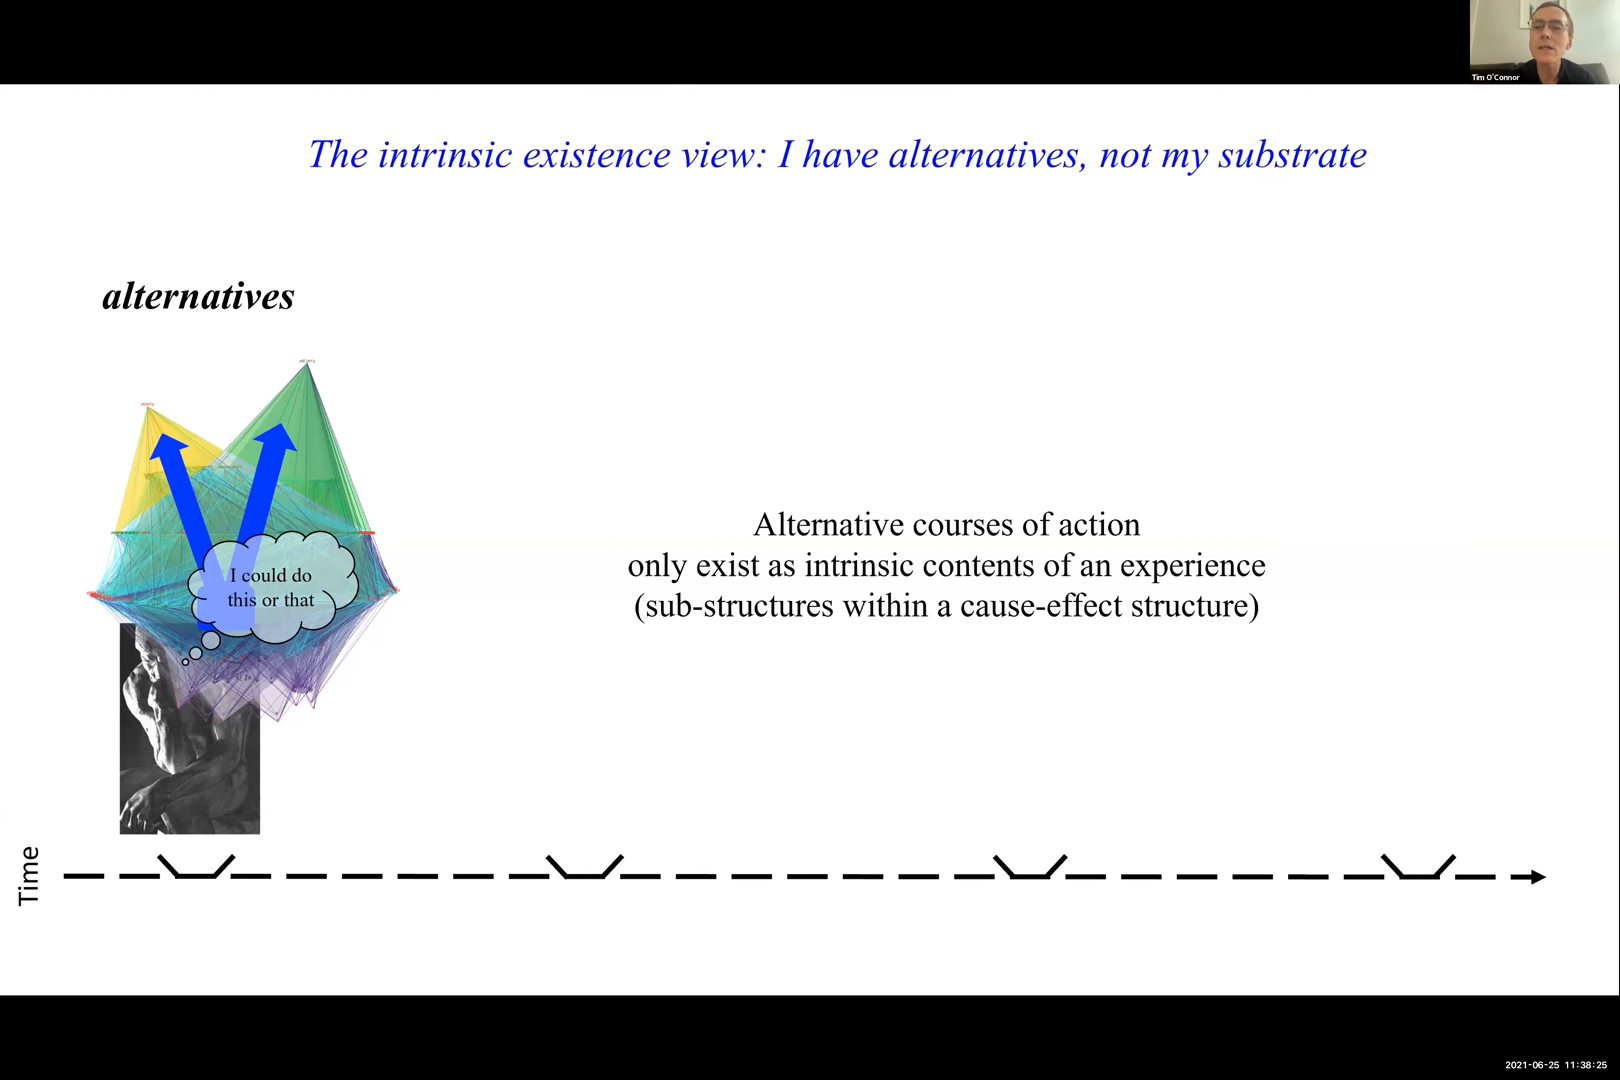 Tim O'Connor
The intrinsic existence view: I have alternatives, not my substrate
alternatives
I could do
this or that
Alternative courses of action
only exist as intrinsic contents of an experience
(sub-structures within a cause-effect structure)
Time
2021-06-25 11:38:25